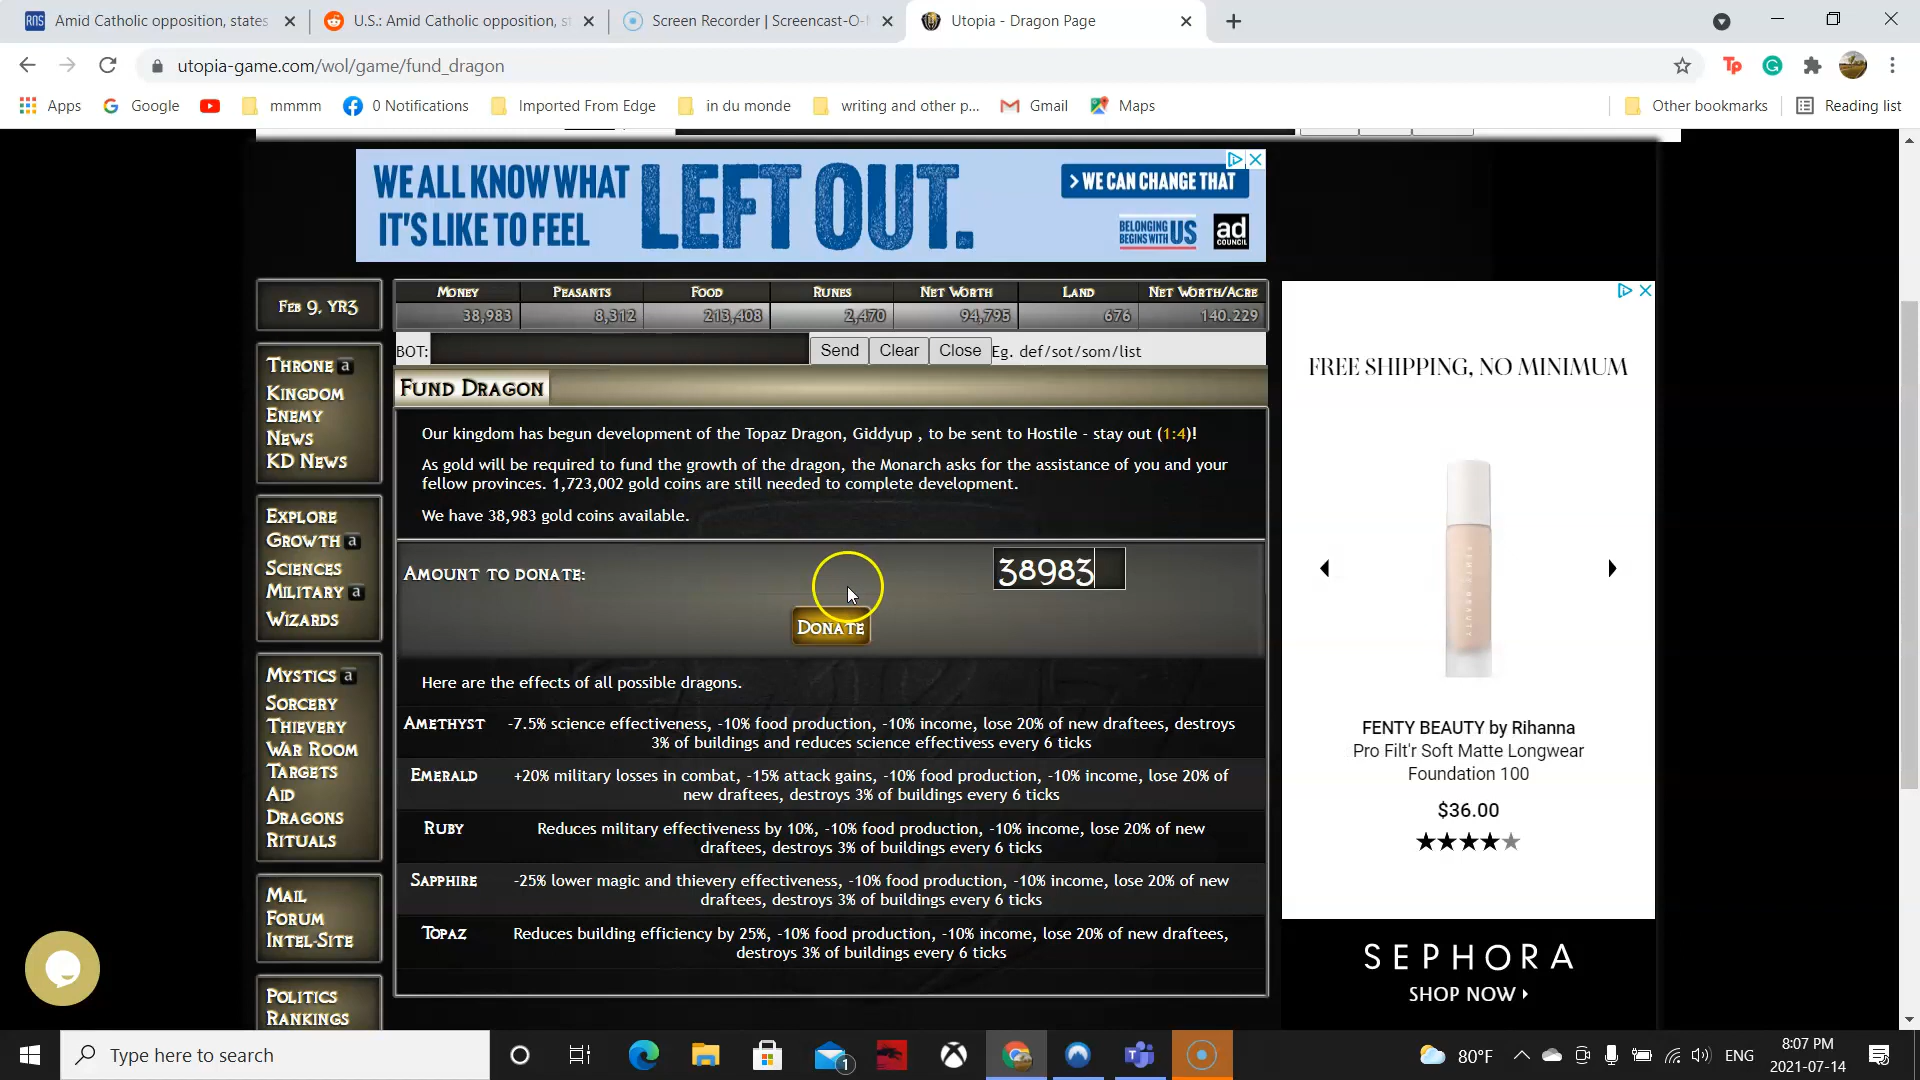 Amid Catholic opposition, states
U.S.: Amid Catholic opposition, st
Screen Recorder | Screencast-O-
Utopia - Dragon Page
utopia-game.com/wol/game/fund_dragon
Apps
Google
mmmm
0 Notifications
Imported From Edge
in du monde
writing and other p...
Gmail
Maps
Other bookmarks
Reading list
WE ALL KNOW WHAT
IT'S LIKE TO FEEL
LEFT OUT.
> WE CAN CHANGE THAT
BELONGING
BEGINS WITH US
ad
COUNCIL
Feb 9, YR3
Money Peasants Food Runes Net Worth Land Net Worth/Acre
38,983 8,312 213,408 2,470 94,795 676 140.229
BOT: Send Clear Close Eg. def/sot/som/list
Fund Dragon
Our kingdom has begun development of the Topaz Dragon, Giddyup , to be sent to Hostile - stay out (1:4)!
As gold will be required to fund the growth of the dragon, the Monarch asks for the assistance of you and your
fellow provinces. 1,723,002 gold coins are still needed to complete development.
We have 38,983 gold coins available.
Amount to donate: 38983
Donate
Here are the effects of all possible dragons.
Amethyst -7.5% science effectiveness, -10% food production, -10% income, lose 20% of new draftees, destroys
3% of buildings and reduces science effectivess every 6 ticks
Emerald +20% military losses in combat, -15% attack gains, -10% food production, -10% income, lose 20% of
new draftees, destroys 3% of buildings every 6 ticks
Ruby Reduces military effectiveness by 10%, -10% food production, -10% income, lose 20% of new
draftees, destroys 3% of buildings every 6 ticks
Sapphire -25% lower magic and thievery effectiveness, -10% food production, -10% income, lose 20% of new
draftees, destroys 3% of buildings every 6 ticks
Topaz Reduces building efficiency by 25%, -10% food production, -10% income, lose 20% of new draftees,
destroys 3% of buildings every 6 ticks
Throne a
Kingdom
Enemy
News
KD News
Explore
Growth a
Sciences
Military a
Wizards
Mystics a
Sorcery
Thievery
War Room
Targets
Aid
Dragons
Rituals
Mail
Forum
Intel-Site
Politics
Rankings
FREE SHIPPING, NO MINIMUM
FENTY BEAUTY by Rihanna
Pro Filt'r Soft Matte Longwear
Foundation 100
$36.00
SEPHORA
SHOP NOW
Type here to search
1
80°F
ENG
8:07 PM
2021-07-14